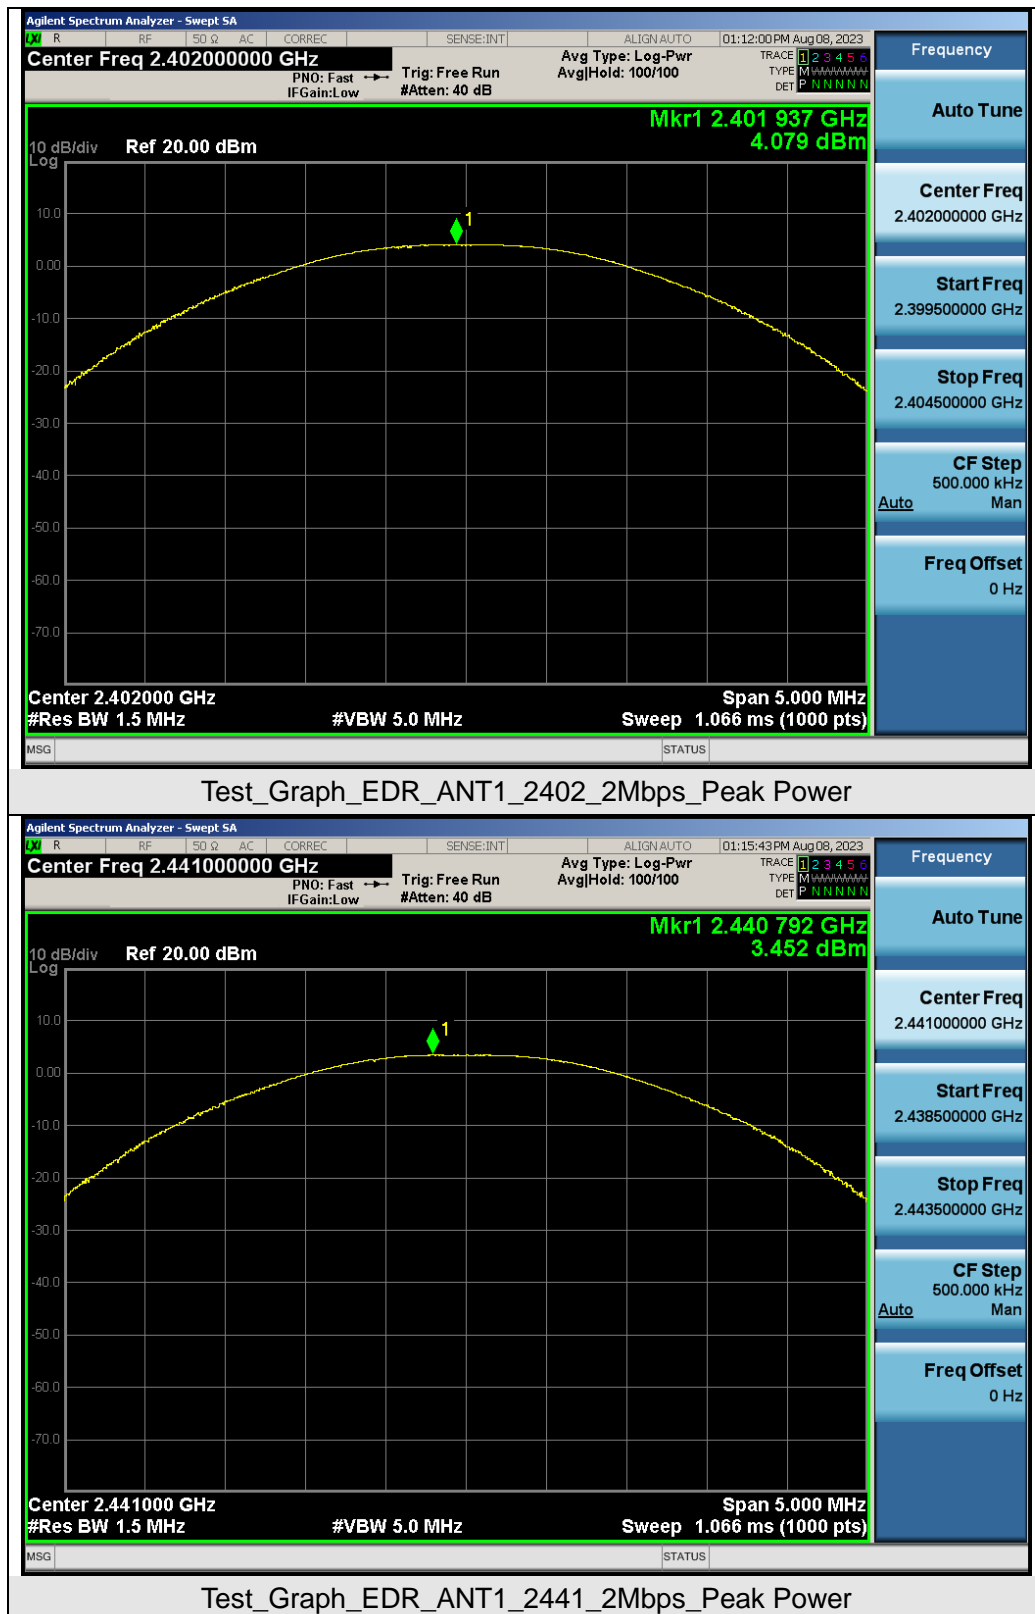 Agilent Spectrum Analyzer - Swept SA
LXI R RF 50 Ω AC CORREC SENSE:INT ALIGN AUTO 01:12:00 PM Aug 08, 2023
Center Freq 2.402000000 GHz
PNO: Fast
IFGain:Low
Trig: Free Run
#Atten: 40 dB
Avg Type: Log-Pwr
Avg|Hold: 100/100
TRACE 1 2 3 4 5 6
TYPE M
DET P N N N N N
Mkr1 2.401 937 GHz
4.079 dBm
10 dB/div Ref 20.00 dBm
Log
1
10.0
0.00
-10.0
-20.0
-30.0
-40.0
-50.0
-60.0
-70.0
Center 2.402000 GHz Span 5.000 MHz
#Res BW 1.5 MHz #VBW 5.0 MHz Sweep 1.066 ms (1000 pts)
MSG STATUS
Frequency
Auto Tune
Center Freq
2.402000000 GHz
Start Freq
2.399500000 GHz
Stop Freq
2.404500000 GHz
CF Step
500.000 kHz
Auto Man
Freq Offset
0 Hz
Test_Graph_EDR_ANT1_2402_2Mbps_Peak Power
Agilent Spectrum Analyzer - Swept SA
LXI R RF 50 Ω AC CORREC SENSE:INT ALIGN AUTO 01:15:43 PM Aug 08, 2023
Center Freq 2.441000000 GHz
PNO: Fast
IFGain:Low
Trig: Free Run
#Atten: 40 dB
Avg Type: Log-Pwr
Avg|Hold: 100/100
TRACE 1 2 3 4 5 6
TYPE M
DET P N N N N N
Mkr1 2.440 792 GHz
3.452 dBm
10 dB/div Ref 20.00 dBm
Log
1
10.0
0.00
-10.0
-20.0
-30.0
-40.0
-50.0
-60.0
-70.0
Center 2.441000 GHz Span 5.000 MHz
#Res BW 1.5 MHz #VBW 5.0 MHz Sweep 1.066 ms (1000 pts)
MSG STATUS
Frequency
Auto Tune
Center Freq
2.441000000 GHz
Start Freq
2.438500000 GHz
Stop Freq
2.443500000 GHz
CF Step
500.000 kHz
Auto Man
Freq Offset
0 Hz
Test_Graph_EDR_ANT1_2441_2Mbps_Peak Power